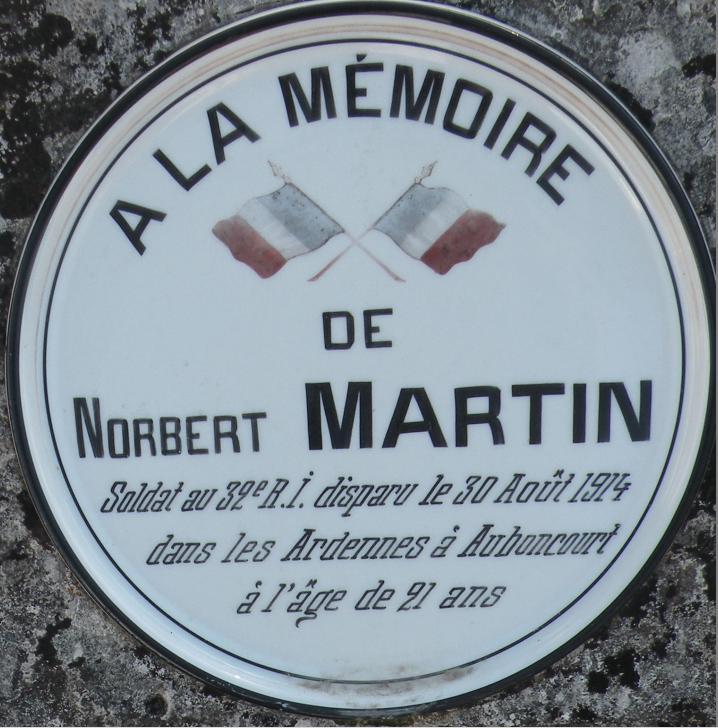 A LA MÉMOIRE
DE
NORBERT MARTIN
Soldat au 32e R.I. disparu le 30 Août 1914
dans les Ardennes à Auboncourt
à l'âge de 21 ans